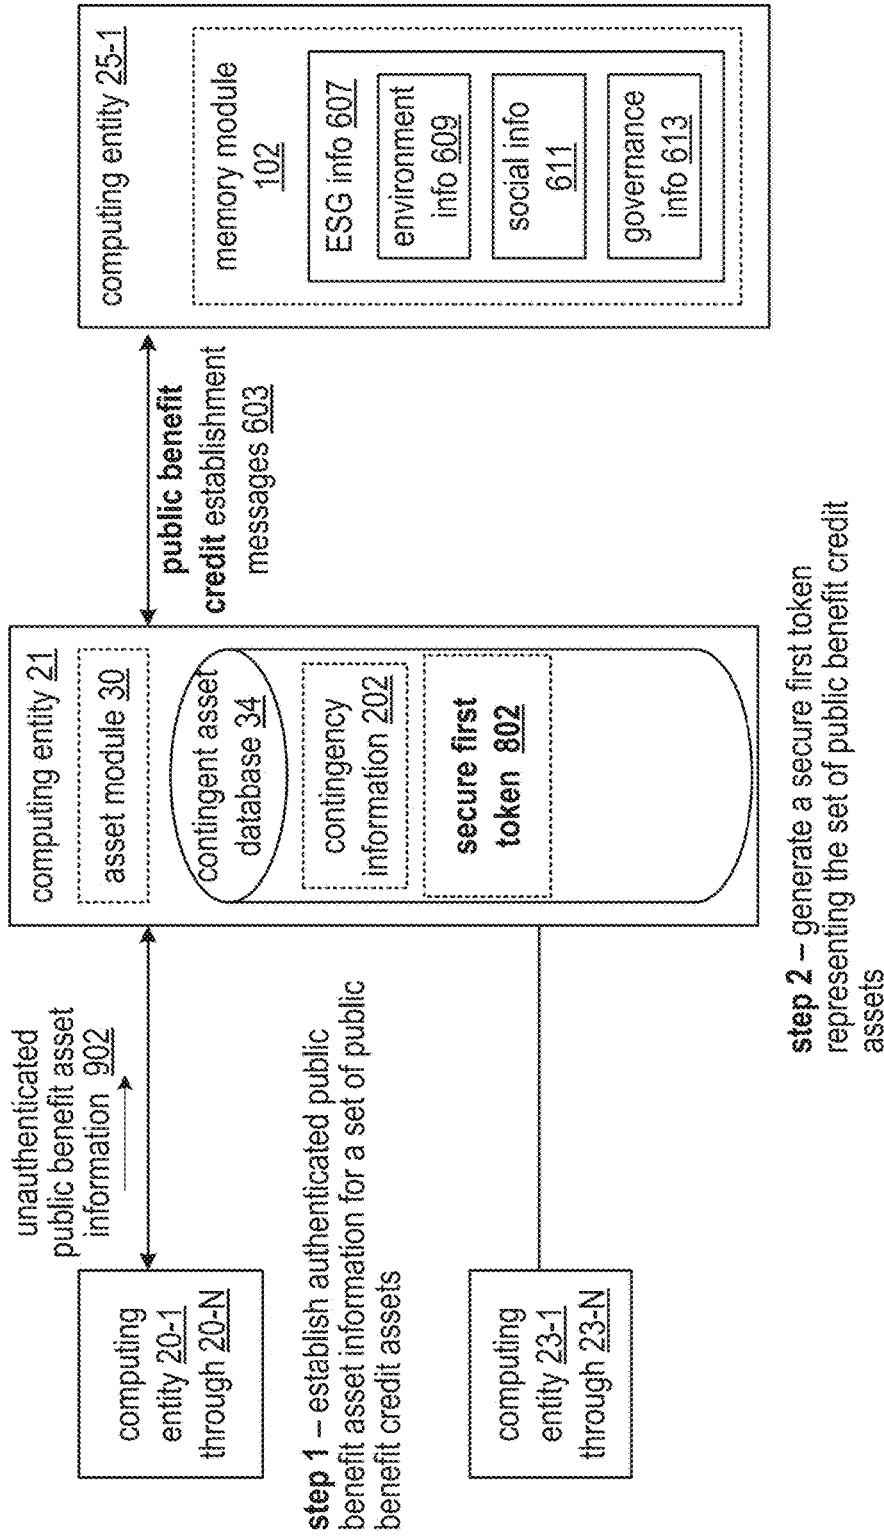 computing
entity 20-1
through 20-N
unauthenticated
public benefit asset
information 902
step 1 – establish authenticated public
benefit asset information for a set of public
benefit credit assets
computing
entity 23-1
through 23-N
computing entity 21
asset module 30
contingent asset
database 34
contingency
information 202
secure first
token 802
public benefit
credit establishment
messages 603
computing entity 25-1
memory module
102
ESG info 607
environment
info 609
social info
611
governance
info 613
step 2 – generate a secure first token
representing the set of public benefit credit
assets